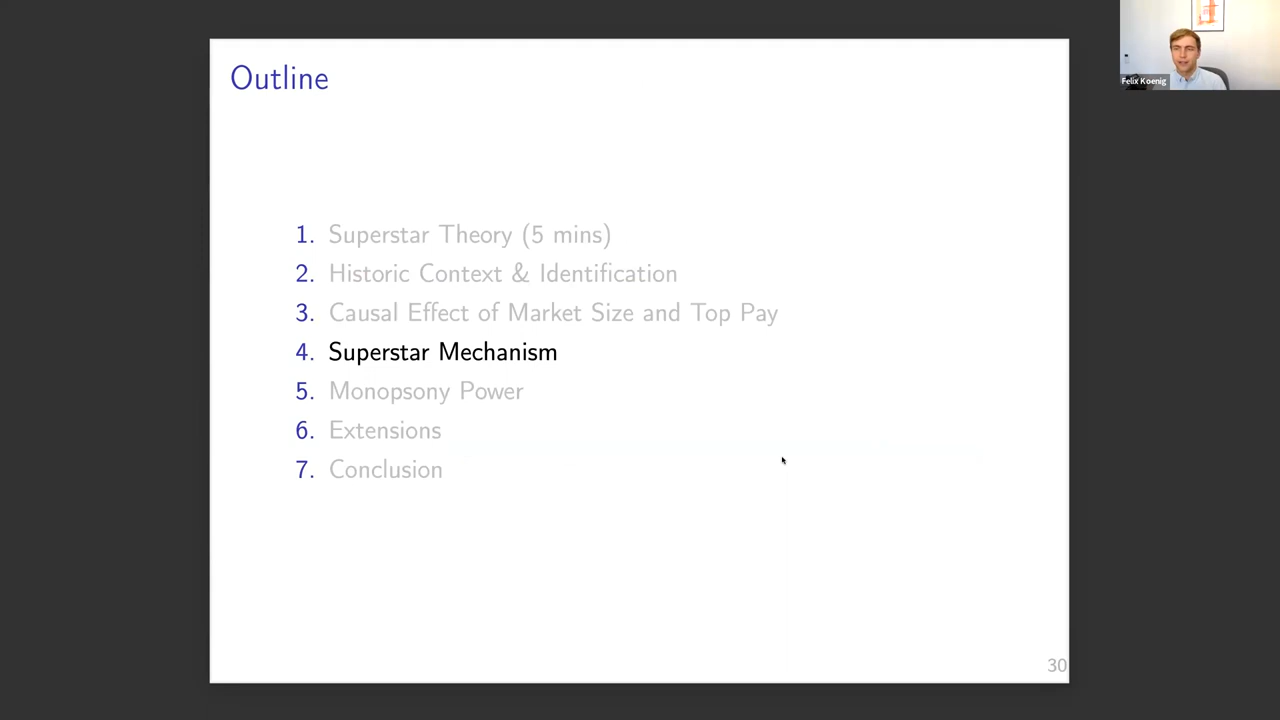 Outline
1. Superstar Theory (5 mins)
2. Historic Context & Identification
3. Causal Effect of Market Size and Top Pay
4. Superstar Mechanism
5. Monopsony Power
6. Extensions
7. Conclusion
30
Felix Koenig